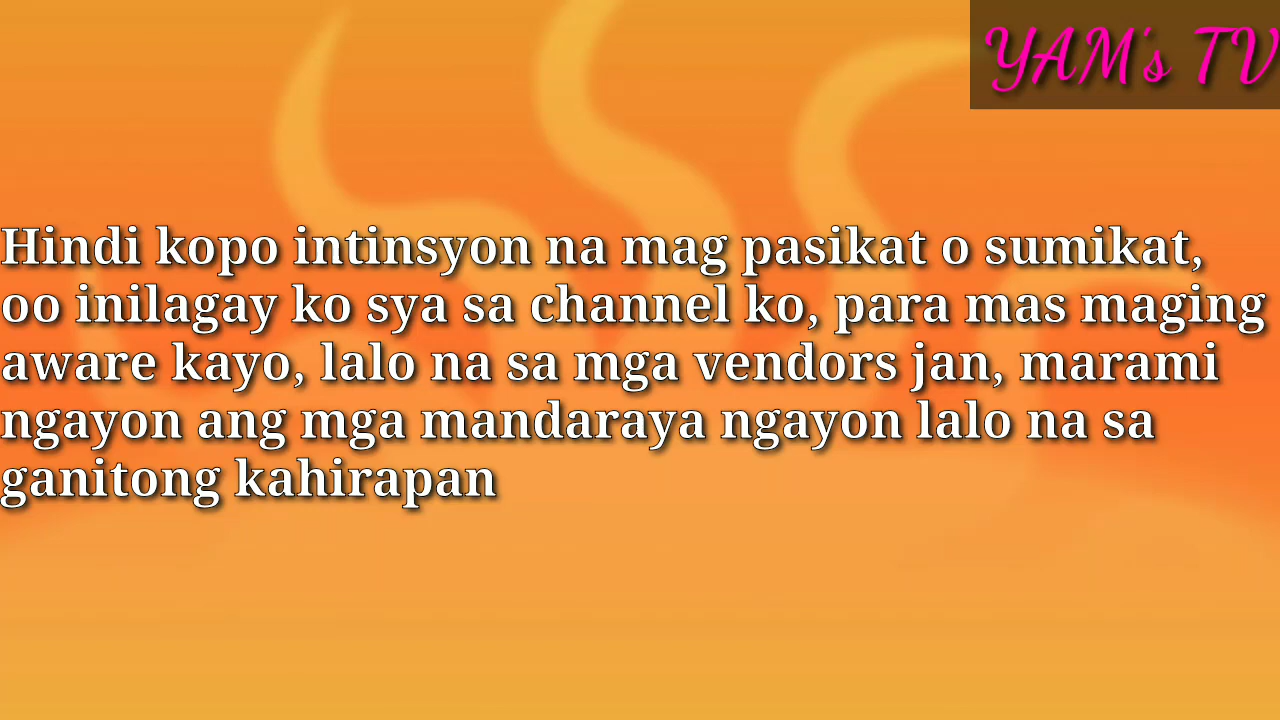 YAM's TV
Hindi kopo intinsyon na mag pasikat o sumikat,
oo inilagay ko sya sa channel ko, para mas maging
aware kayo, lalo na sa mga vendors jan, marami
ngayon ang mga mandaraya ngayon lalo na sa
ganitong kahirapan